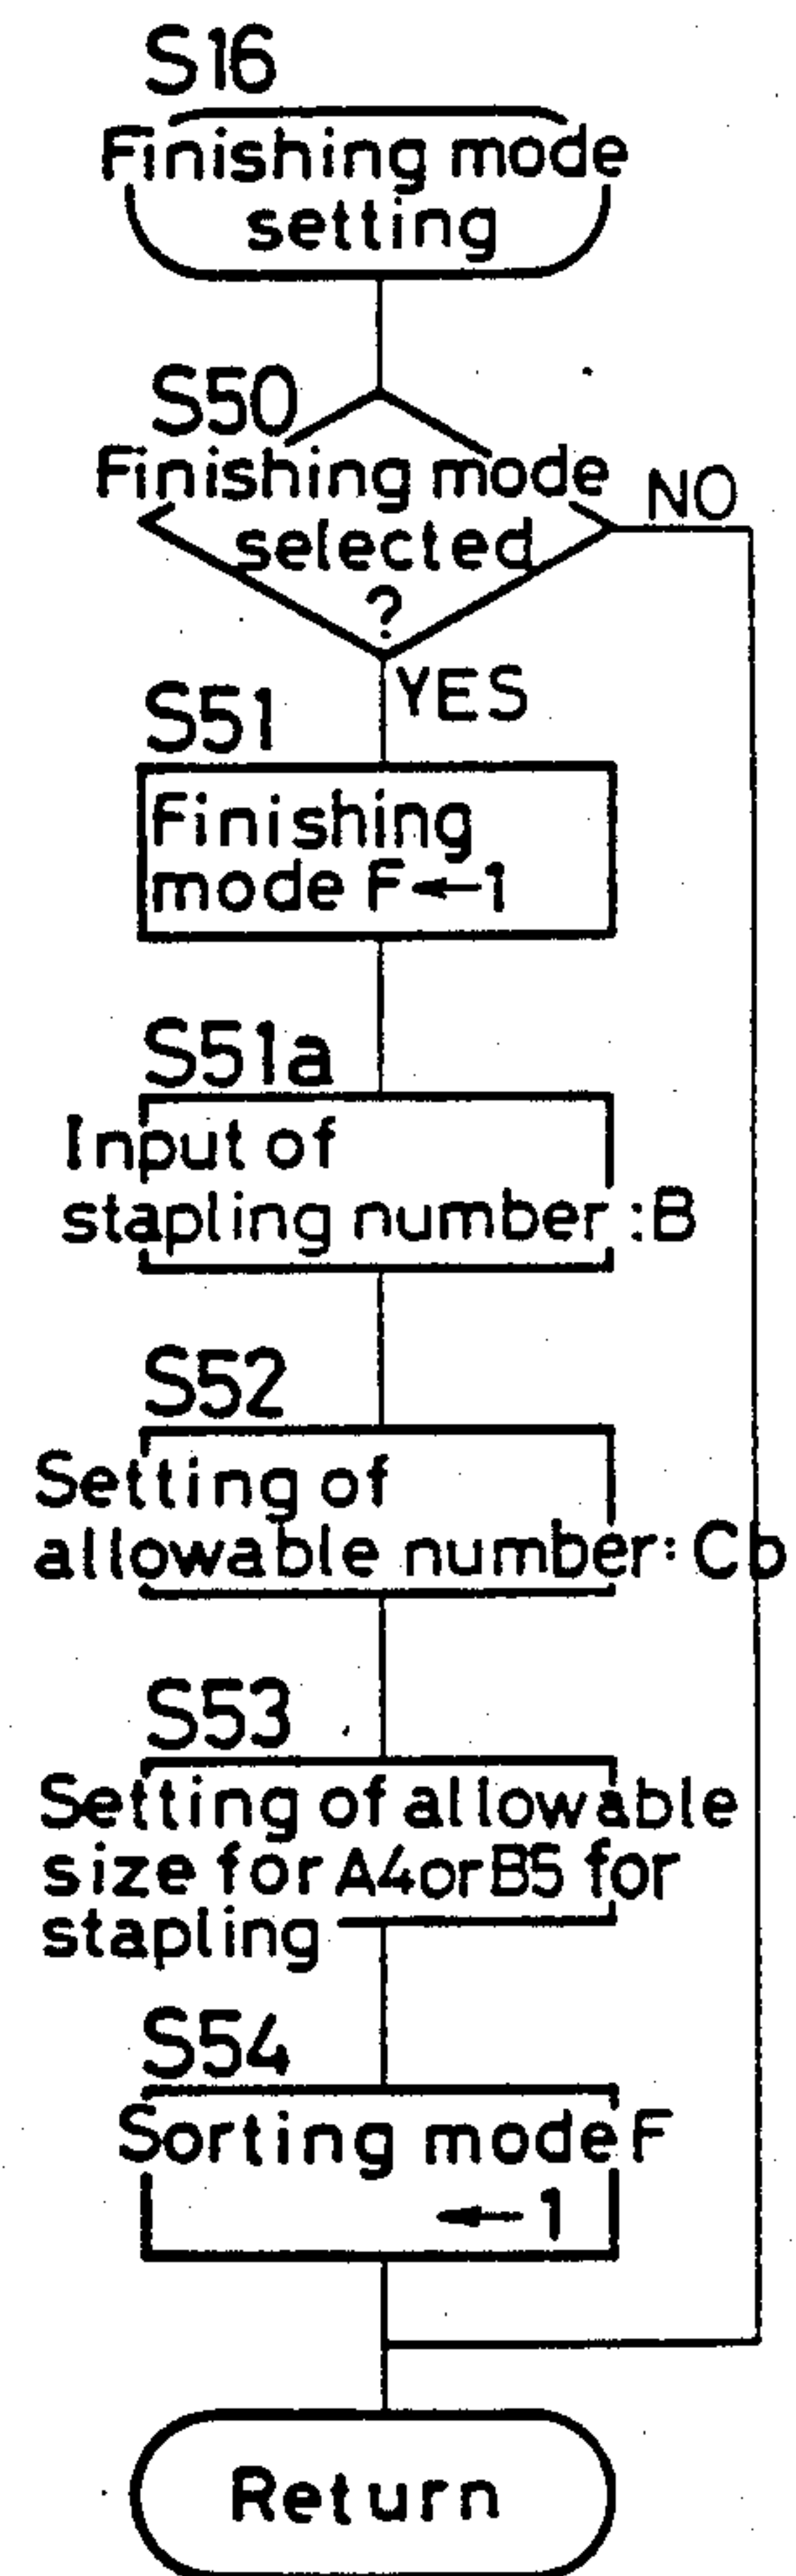 S16
Finishing mode
setting
S50
Finishing mode
selected
?
NO
YES
S51
Finishing
mode F←1
S51a
Input of
stapling number :B
S52
Setting of
allowable number: Cb
S53
Setting of allowable
size for A4 or B5 for
stapling
S54
Sorting mode F
←1
Return